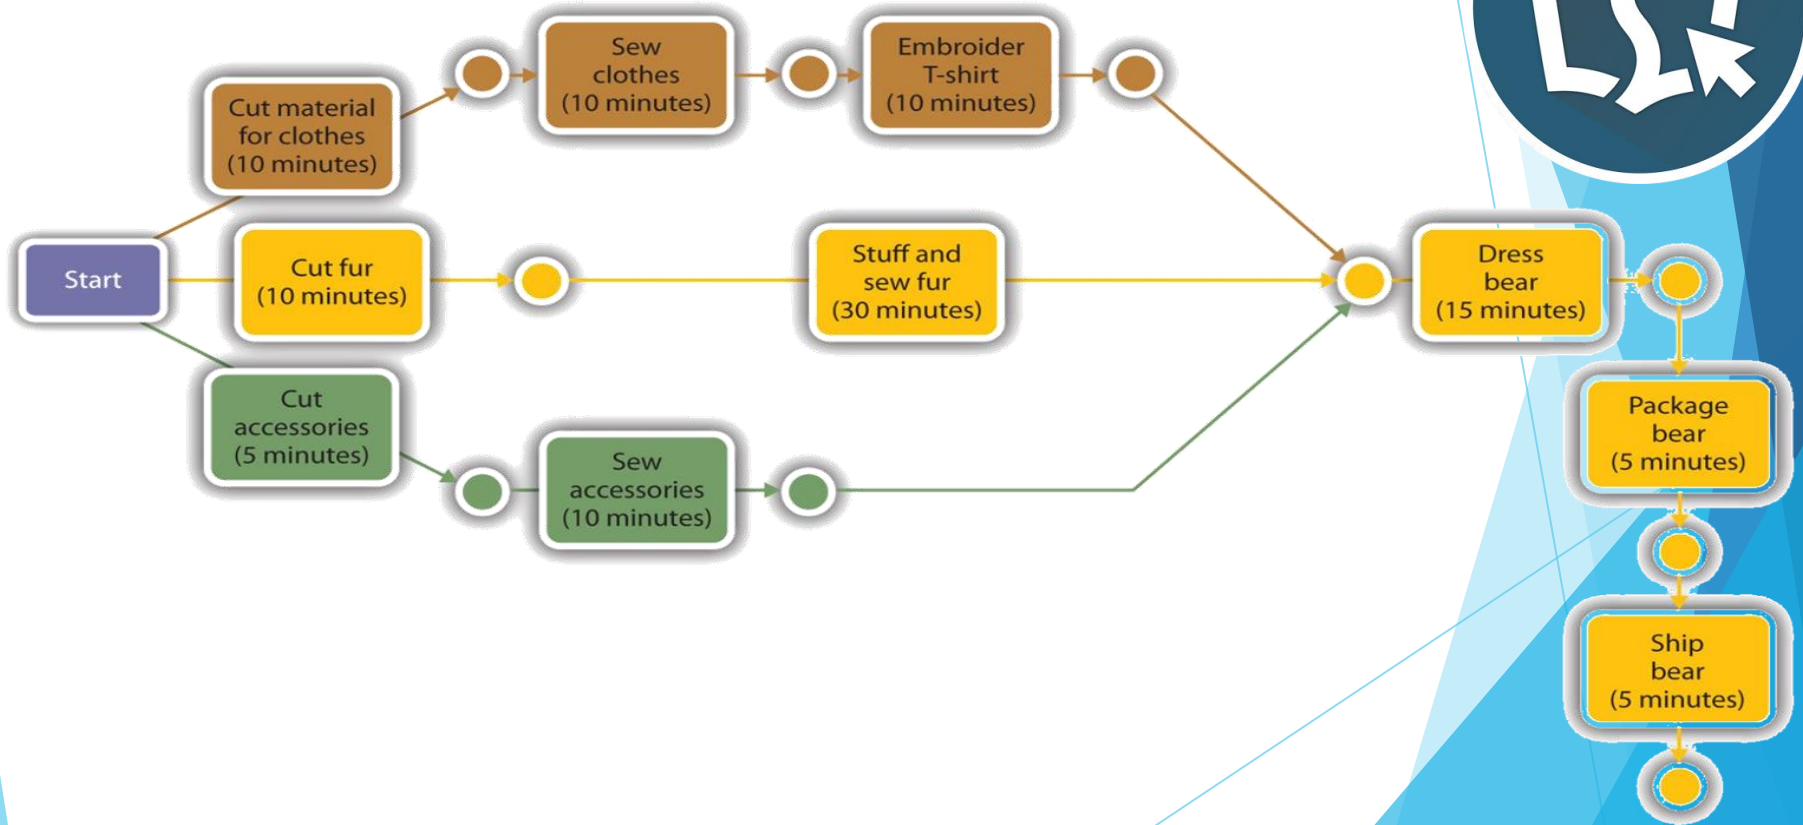 Sew
clothes
(10 minutes)
Embroider
T-shirt
(10 minutes)
Cut material
for clothes
(10 minutes)
Start
Cut fur
(10 minutes)
Stuff and
sew fur
(30 minutes)
Dress
bear
(15 minutes)
Cut
accessories
(5 minutes)
Sew
accessories
(10 minutes)
Package
bear
(5 minutes)
Ship
bear
(5 minutes)